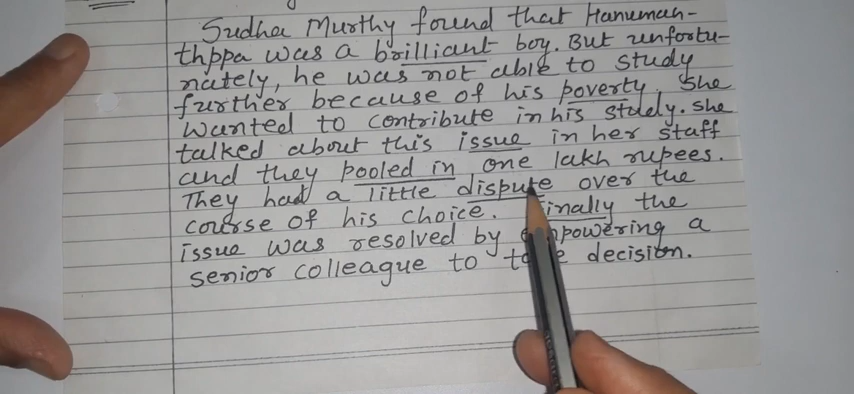 Sudha Murthy found that Hanuman-
thppa was a brilliant boy. But unfortu-
nately, he was not able to study
further because of his poverty. She
wanted to contribute in his study. She
talked about this issue in her staff
and they pooled in one lakh rupees.
They had a little dispute over the
course of his choice. the
issue was resolved by a
senior colleague to decision.